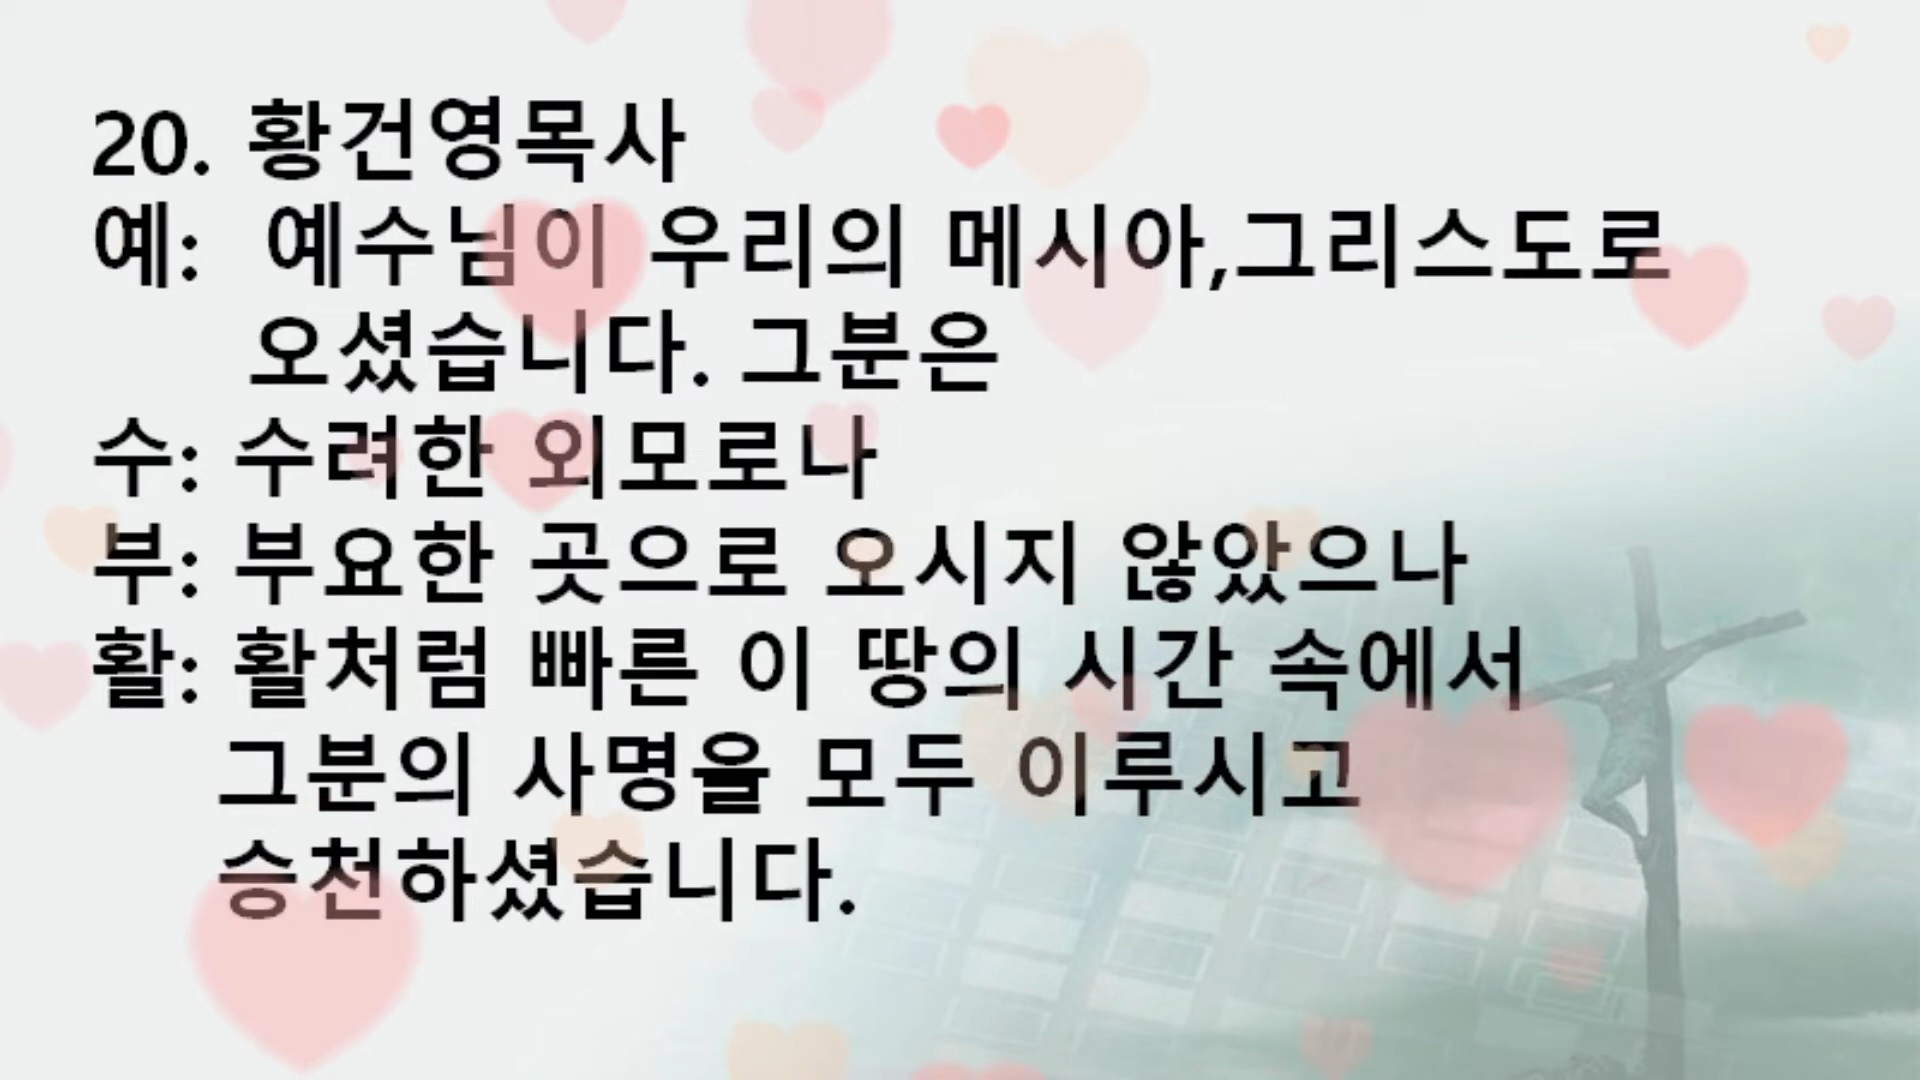 20. 황건영목사
예: 예수님이 우리의 메시아,그리스도로
오셨습니다. 그분은
수: 수려한 외모로나
부: 부요한 곳으로 오시지 않았으나
활: 활처럼 빠른 이 땅의 시간 속에서
그분의 사명을 모두 이루시고
승천하셨습니다.